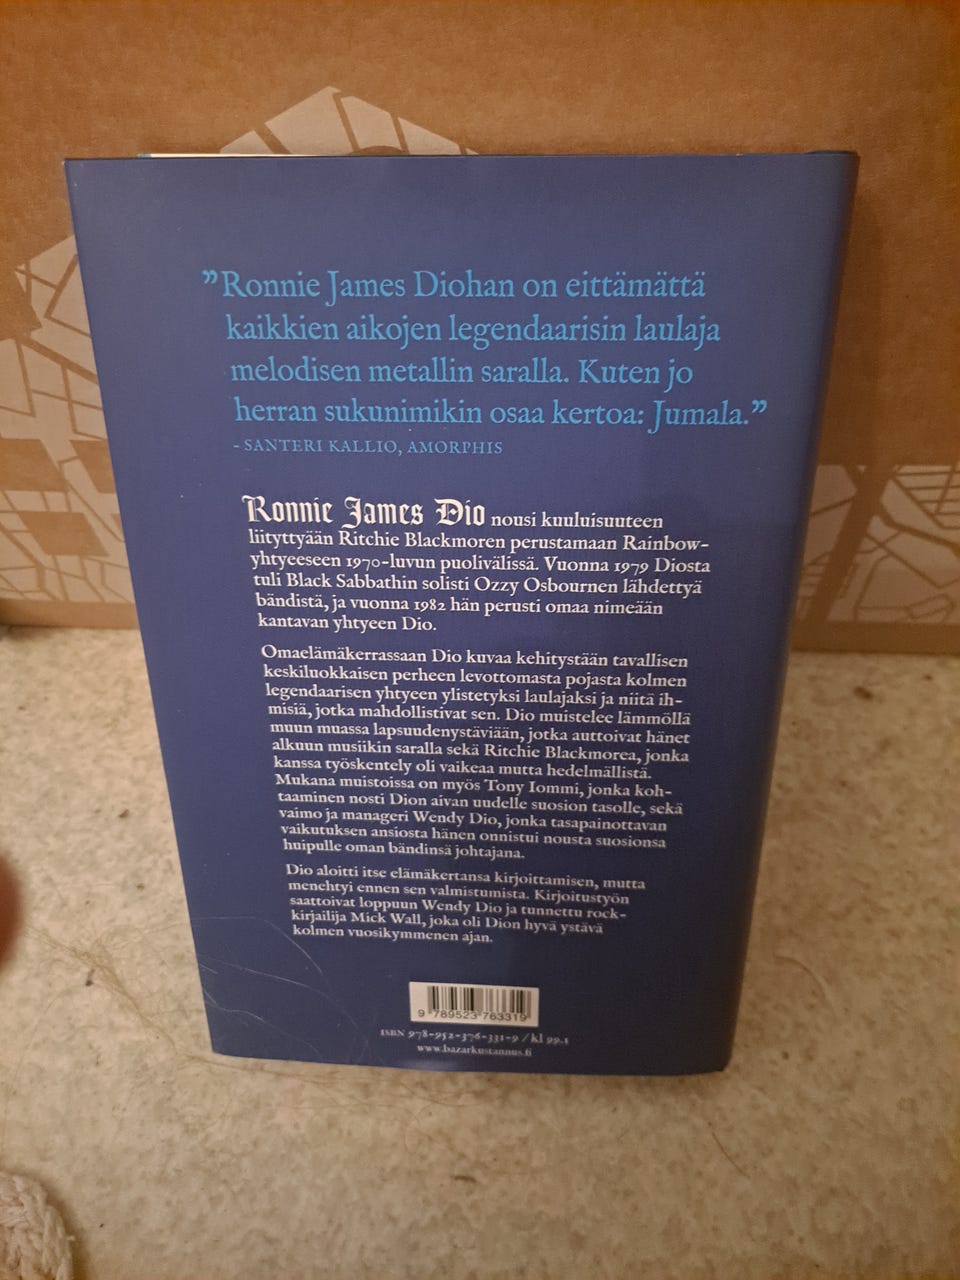 ”Ronnie James Diohan on eittämättä
kaikkien aikojen legendaarisin laulaja
melodisen metallin saralla. Kuten jo
herran sukunimikin osaa kertoa: Jumala.”
- SANTERI KALLIO, AMORPHIS
Ronnie James Dio nousi kuuluisuuteen
liityttyään Ritchie Blackmoren perustamaan Rainbow-
yhtyeeseen 1970-luvun puolivälissä. Vuonna 1979 Diosta
tuli Black Sabbathin solisti Ozzy Osbournen lähdettyä
bändistä, ja vuonna 1982 hän perusti omaa nimeään
kantavan yhtyeen Dio.
Omaelämäkerrassaan Dio kuvaa kehitystään tavallisen
keskiluokkaisen perheen levottomasta pojasta kolmen
legendaarisen yhtyeen ylistetyksi laulajaksi ja niitä ih-
misiä, jotka mahdollistivat sen. Dio muistelee lämmöllä
muun muassa lapsuudenystäviään, jotka auttoivat hänet
alkuun musiikin saralla sekä Ritchie Blackmorea, jonka
kanssa työskentely oli vaikeaa mutta hedelmällistä.
Mukana muistoissa on myös Tony Iommi, jonka koh-
taaminen nosti Dion aivan uudelle suosion tasolle, sekä
vaimo ja manageri Wendy Dio, jonka tasapainottavan
vaikutuksen ansiosta hänen onnistui nousta suosionsa
huipulle oman bändinsä johtajana.
Dio aloitti itse elämäkertansa kirjoittamisen, mutta
menehtyi ennen sen valmistumista. Kirjoitustyön
saattoivat loppuun Wendy Dio ja tunnettu rock-
kirjailija Mick Wall, joka oli Dion hyvä ystävä
kolmen vuosikymmenen ajan.
9 789523 763319
ISBN 978-952-376-331-9 / kl 99.1
www.bazarkustannus.fi